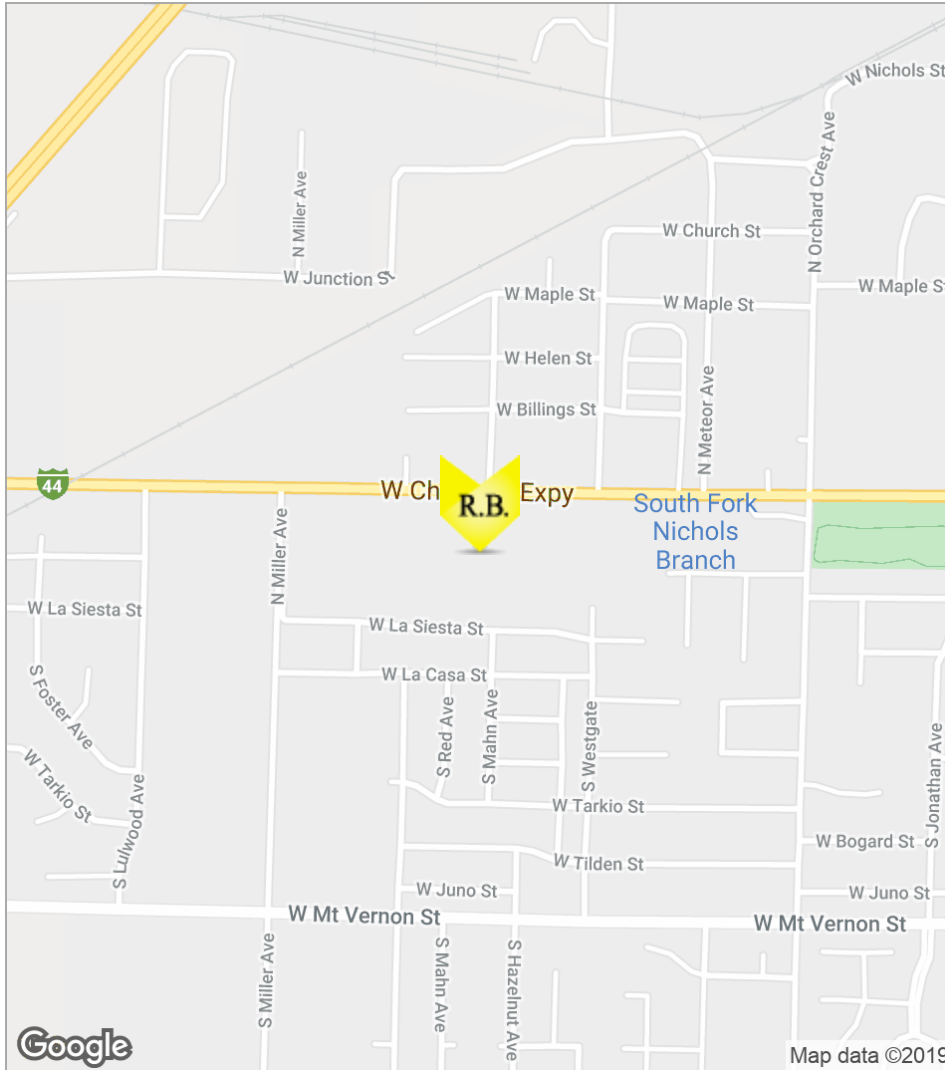 W Nichols St
N Orchard Crest Ave
N Miller Ave
W Church St
W Junction St
W Maple St
W Maple St
W Maple St
W Helen St
N Meteor Ave
W Billings St
44
W Ch
Expy
R.B.
South Fork
Nichols
Branch
N Miller Ave
W La Siesta St
W La Siesta St
W La Casa St
S Foster Ave
S Red Ave
S Mahn Ave
S Westgate
S Jonathan Ave
W Tarkio St
W Tarkio St
S Lulwood Ave
W Bogard St
W Tilden St
W Juno St
W Juno St
W Mt Vernon St
W Mt Vernon St
S Miller Ave
S Mahn Ave
S Hazelnut Ave
Google
Map data ©2019